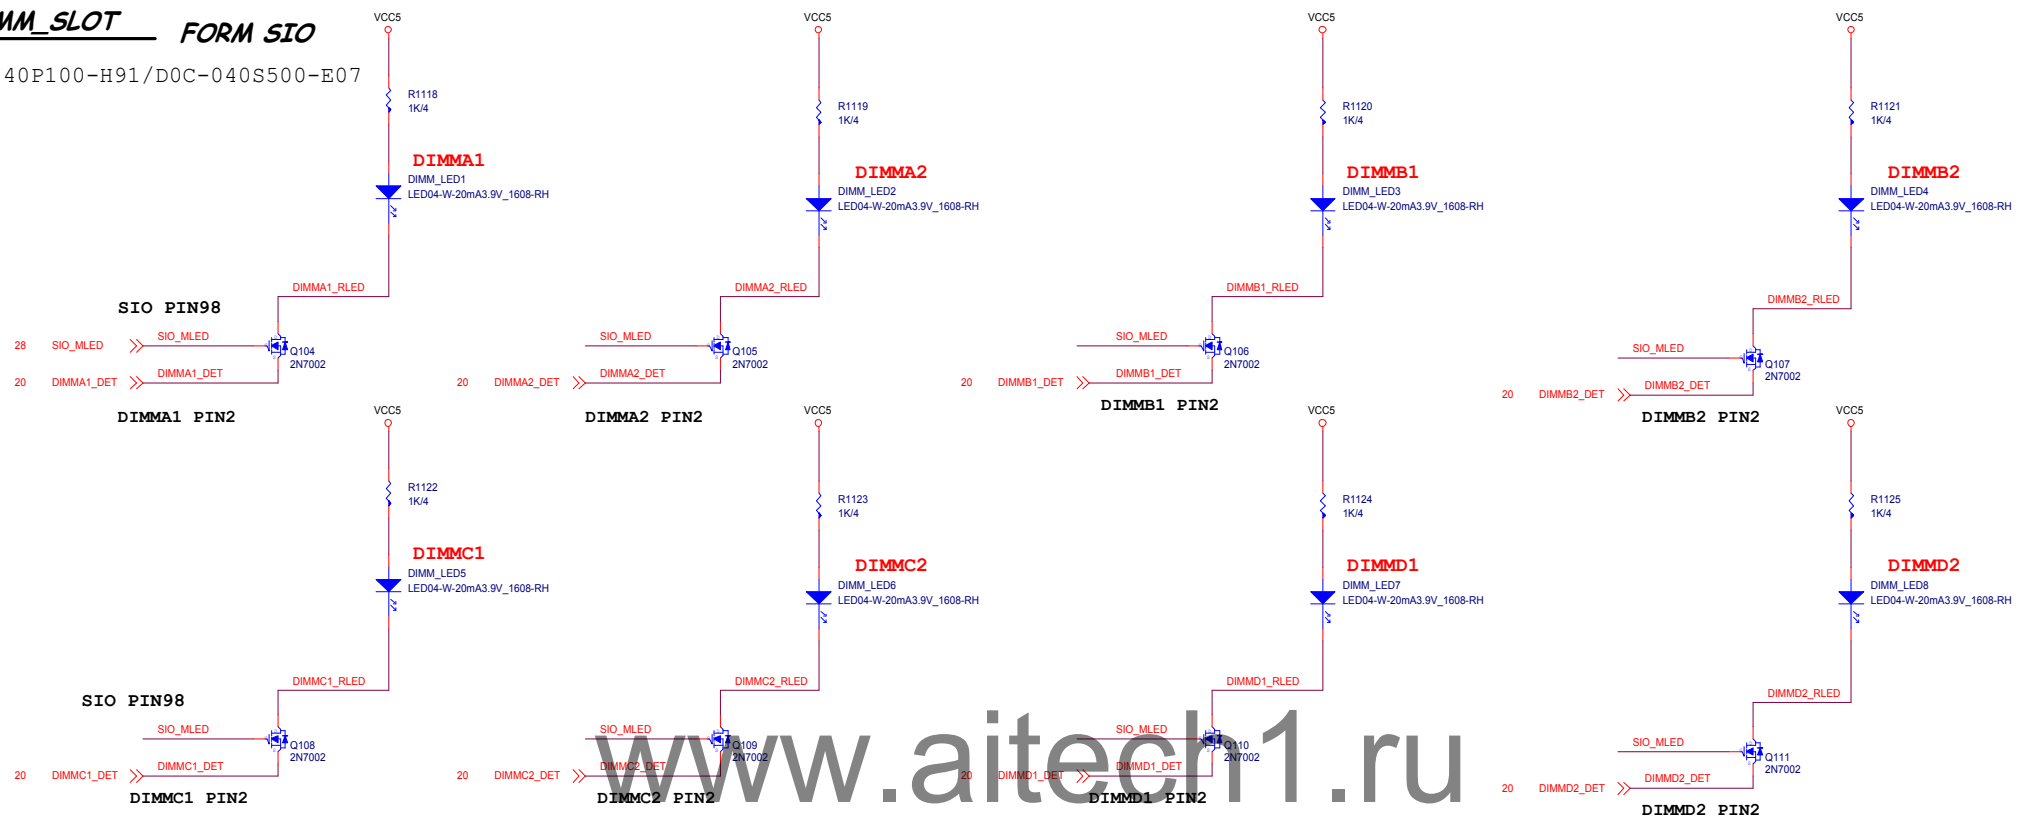 MM_SLOT FORM SIO
40P100-H91/D0C-040S500-E07
VCC5
R1118
1K/4
DIMMA1
DIMM_LED1
LED04-W-20mA3.9V_1608-RH
DIMMA1_RLED
SIO PIN98
28 SIO_MLED SIO_MLED
Q104
2N7002
20 DIMMA1_DET DIMMA1_DET
DIMMA1 PIN2
VCC5
R1119
1K/4
DIMMA2
DIMM_LED2
LED04-W-20mA3.9V_1608-RH
DIMMA2_RLED
SIO_MLED
Q105
2N7002
20 DIMMA2_DET DIMMA2_DET
DIMMA2 PIN2
VCC5
R1120
1K/4
DIMMB1
DIMM_LED3
LED04-W-20mA3.9V_1608-RH
DIMMB1_RLED
SIO_MLED
Q106
2N7002
20 DIMMB1_DET DIMMB1_DET
DIMMB1 PIN2
VCC5
R1121
1K/4
DIMMB2
DIMM_LED4
LED04-W-20mA3.9V_1608-RH
DIMMB2_RLED
SIO_MLED
Q107
2N7002
20 DIMMB2_DET DIMMB2_DET
DIMMB2 PIN2
VCC5
R1122
1K/4
DIMMC1
DIMM_LED5
LED04-W-20mA3.9V_1608-RH
DIMMC1_RLED
SIO PIN98
SIO_MLED
Q108
2N7002
20 DIMMC1_DET DIMMC1_DET
DIMMC1 PIN2
VCC5
R1123
1K/4
DIMMC2
DIMM_LED6
LED04-W-20mA3.9V_1608-RH
DIMMC2_RLED
SIO_MLED
Q109
2N7002
20 DIMMC2_DET DIMMC2_DET
DIMMC2 PIN2
VCC5
R1124
1K/4
DIMMD1
DIMM_LED7
LED04-W-20mA3.9V_1608-RH
DIMMD1_RLED
SIO_MLED
Q110
2N7002
20 DIMMD1_DET DIMMD1_DET
DIMMD1 PIN2
VCC5
R1125
1K/4
DIMMD2
DIMM_LED8
LED04-W-20mA3.9V_1608-RH
DIMMD2_RLED
SIO_MLED
Q111
2N7002
20 DIMMD2_DET DIMMD2_DET
DIMMD2 PIN2
www.aitech1.ru